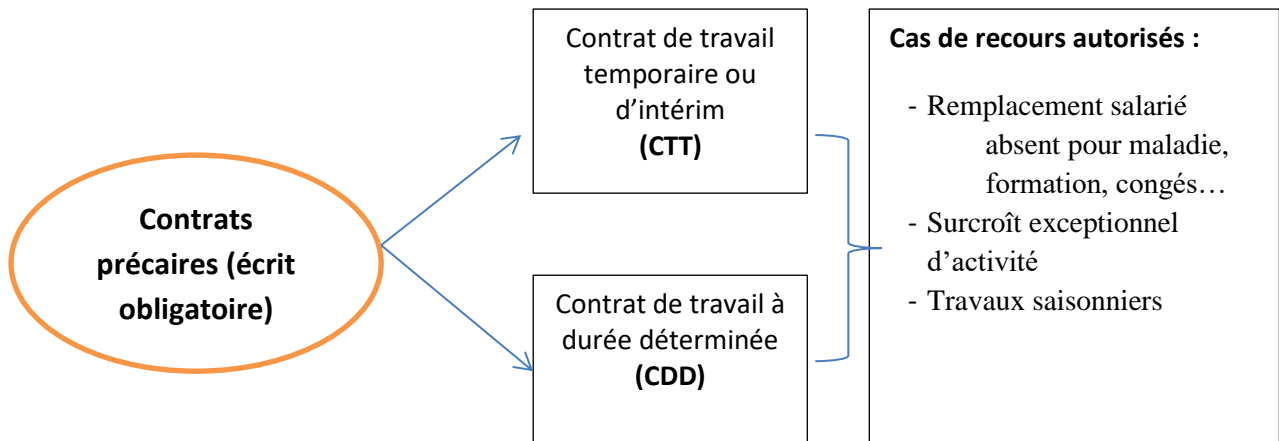 Contrats
précaires (écrit
obligatoire)
Contrat de travail
temporaire ou
d’intérim
(CTT)
Contrat de travail à
durée déterminée
(CDD)
Cas de recours autorisés :
- Remplacement salarié
absent pour maladie,
formation, congés…
- Surcroît exceptionnel
d’activité
- Travaux saisonniers